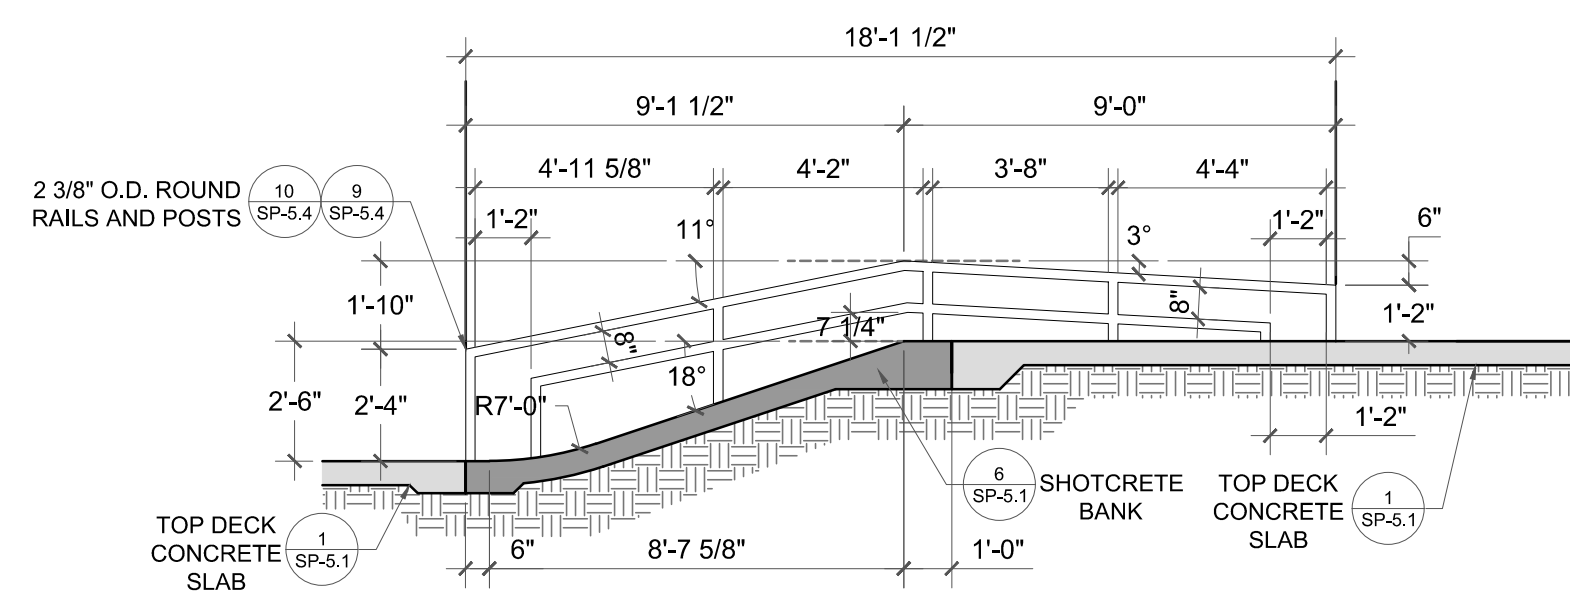 18'-1 1/2"
9'-1 1/2"
9'-0"
4'-11 5/8"
4'-2"
3'-8"
4'-4"
2 3/8" O.D. ROUND
RAILS AND POSTS
10
SP-5.4
9
SP-5.4
1'-2"
11°
3°
1'-2"
6"
1'-10"
8"
7 1/4"
8"
1'-2"
2'-6"
2'-4"
18°
R7'-0"
1'-2"
TOP DECK
CONCRETE
SLAB
1
SP-5.1
6"
8'-7 5/8"
1'-0"
6
SP-5.1
SHOTCRETE
BANK
TOP DECK
CONCRETE
SLAB
1
SP-5.1